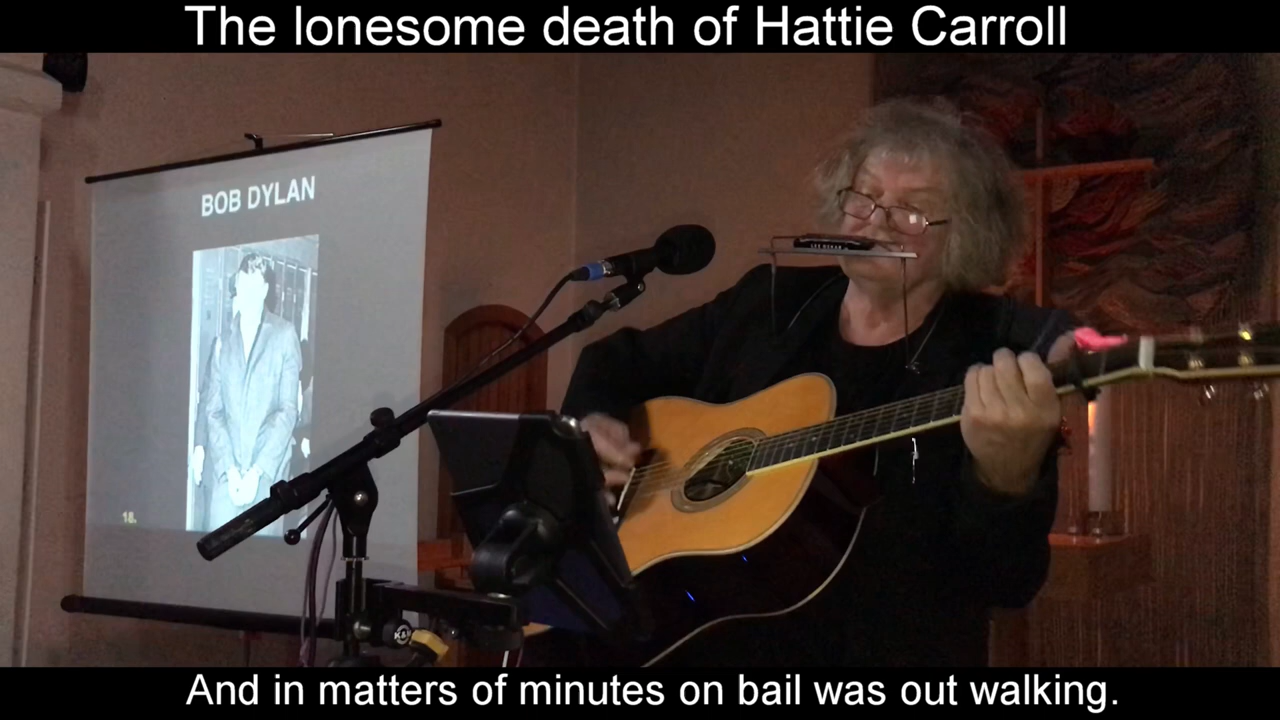 The lonesome death of Hattie Carroll
BOB DYLAN
18.
K&M
And in matters of minutes on bail was out walking.